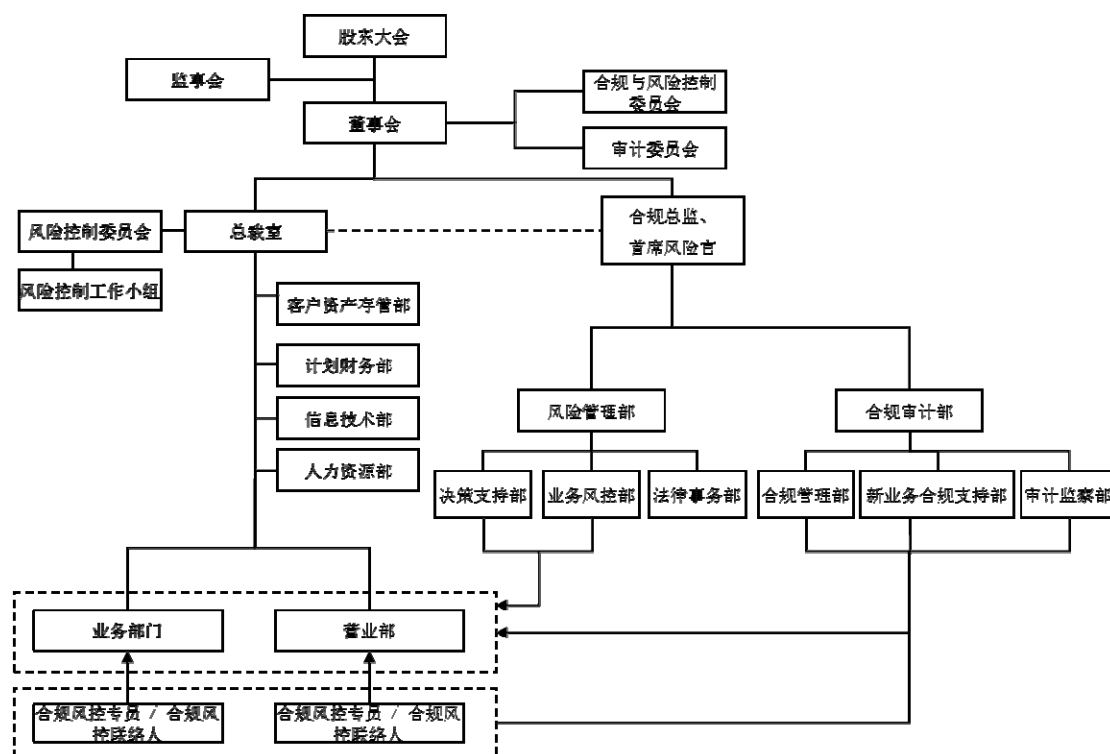 股东大会
监事会
合规与风险控制
委员会
董事会
审计委员会
合规总监、
首席风险官
风险控制委员会
总裁室
风险控制工作小组
客户资产存管部
计划财务部
信息技术部
人力资源部
风险管理部
合规审计部
决策支持部
业务风控部
法律事务部
合规管理部
新业务合规支持部
审计监察部
业务部门
营业部
合规风控专员 / 合规风
控联络人
合规风控专员 / 合规风
控联络人